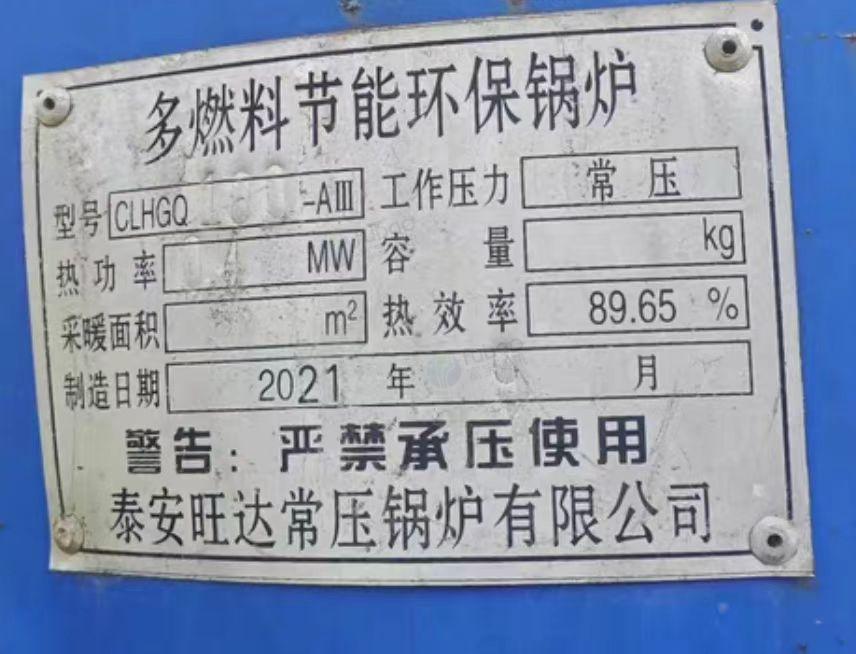 多燃料节能环保锅炉
型号 CLHGQ -AⅢ 工作压力 常压
热功率 MW 容量 kg
采暖面积 m² 热效率 89.65 %
制造日期 2021 年 月
警告：严禁承压使用
泰安旺达常压锅炉有限公司